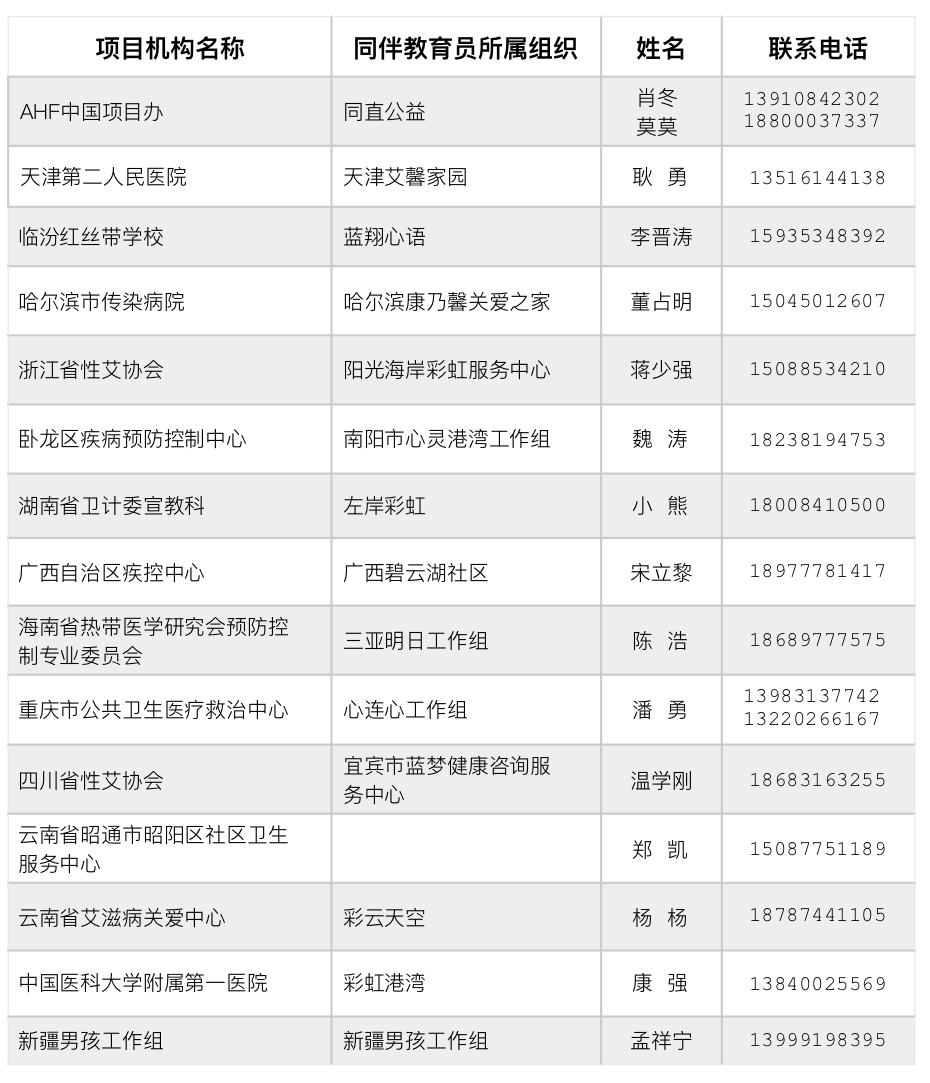 项目机构名称 同伴教育员所属组织 姓名 联系电话
AHF中国项目办 同直公益 肖冬 13910842302
莫莫 18800037337
天津第二人民医院 天津艾馨家园 耿 勇 13516144138
临汾红丝带学校 蓝翔心语 李晋涛 15935348392
哈尔滨市传染病院 哈尔滨康乃馨关爱之家 董占明 15045012607
浙江省性艾协会 阳光海岸彩虹服务中心 蒋少强 15088534210
卧龙区疾病预防控制中心 南阳市心灵港湾工作组 魏 涛 18238194753
湖南省卫计委宣教科 左岸彩虹 小 熊 18008410500
广西自治区疾控中心 广西碧云湖社区 宋立黎 18977781417
海南省热带医学研究会预防控
制专业委员会 三亚明日工作组 陈 浩 18689777575
重庆市公共卫生医疗救治中心 心连心工作组 潘 勇 13983137742
13220266167
四川省性艾协会 宜宾市蓝梦健康咨询服
务中心 温学刚 18683163255
云南省昭通市昭阳区社区卫生
服务中心 郑 凯 15087751189
云南省艾滋病关爱中心 彩云天空 杨 杨 18787441105
中国医科大学附属第一医院 彩虹港湾 康 强 13840025569
新疆男孩工作组 新疆男孩工作组 孟祥宁 13999198395